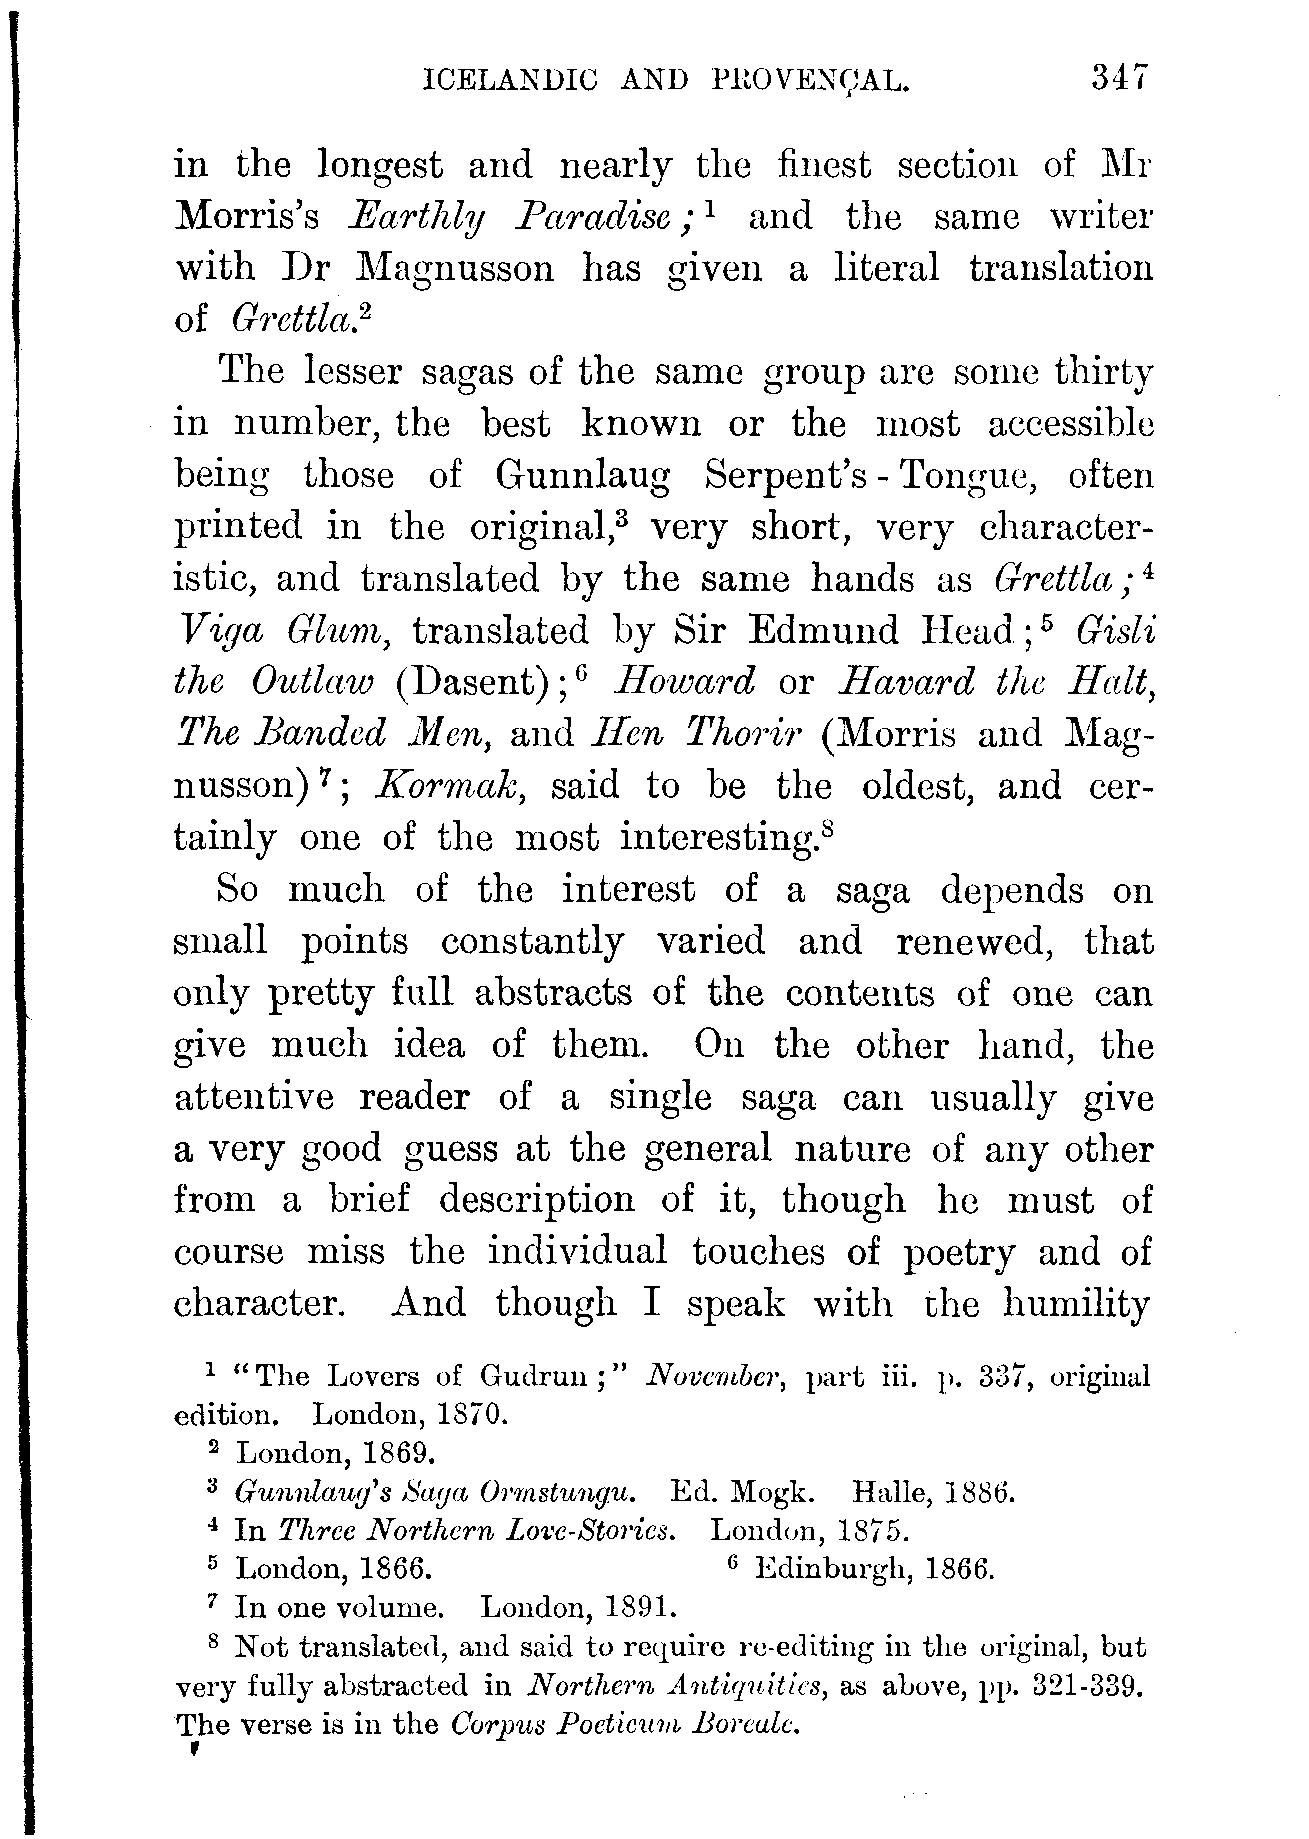 ICELANDIC AND PROVENÇAL. 347
in the longest and nearly the finest section of Mr
Morris's Earthly Paradise ;¹ and the same writer
with Dr Magnusson has given a literal translation
of Grettla.²
The lesser sagas of the same group are some thirty
in number, the best known or the most accessible
being those of Gunnlaug Serpent's - Tongue, often
printed in the original,³ very short, very character-
istic, and translated by the same hands as Grettla ;⁴
Viga Glum, translated by Sir Edmund Head ;⁵ Gisli
the Outlaw (Dasent) ;⁶ Howard or Havard the Halt,
The Banded Men, and Hen Thorir (Morris and Mag-
nusson) ⁷; Kormak, said to be the oldest, and cer-
tainly one of the most interesting.⁸
So much of the interest of a saga depends on
small points constantly varied and renewed, that
only pretty full abstracts of the contents of one can
give much idea of them. On the other hand, the
attentive reader of a single saga can usually give
a very good guess at the general nature of any other
from a brief description of it, though he must of
course miss the individual touches of poetry and of
character. And though I speak with the humility
¹ "The Lovers of Gudrun ;" November, part iii. p. 337, original
edition. London, 1870.
² London, 1869.
³ Gunnlaug's Saga Ormstungu. Ed. Mogk. Halle, 1886.
⁴ In Three Northern Love-Stories. London, 1875.
⁵ London, 1866. ⁶ Edinburgh, 1866.
⁷ In one volume. London, 1891.
⁸ Not translated, and said to require re-editing in the original, but
very fully abstracted in Northern Antiquities, as above, pp. 321-339.
The verse is in the Corpus Poeticum Boreale.